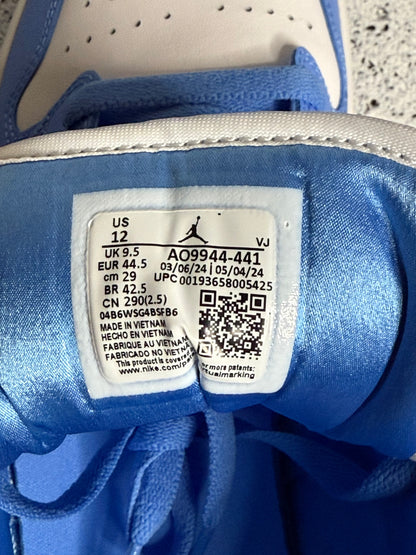 US
12
VJ
UK 9.5
EUR 44.5
cm 29
BR 42.5
CN 290(2.5)
AO9944-441
03/06/24 | 05/04/24
UPC 00193658005425
04B6WSG4BSFB6
MADE IN VIETNAM
HECHO EN VIETNAM
FABRIQUÉ AU VIETNAM
FABRICADO NO VIETNAM
This product is covered
www.nike.com/pa
or more patents:
tualmarking